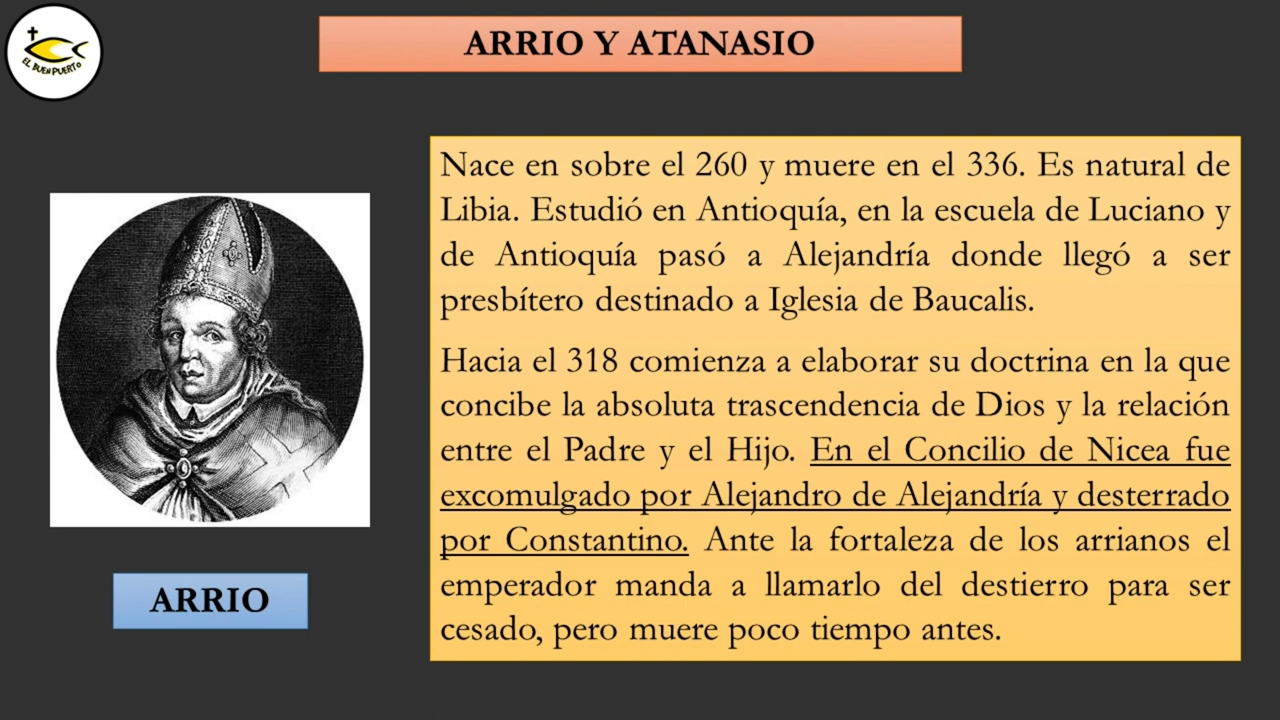 EL BUEN PUERTO
ARRIO Y ATANASIO
Nace en sobre el 260 y muere en el 336. Es natural de
Libia. Estudió en Antioquía, en la escuela de Luciano y
de Antioquía pasó a Alejandría donde llegó a ser
presbítero destinado a Iglesia de Baucalis.
Hacia el 318 comienza a elaborar su doctrina en la que
concibe la absoluta trascendencia de Dios y la relación
entre el Padre y el Hijo. En el Concilio de Nicea fue
excomulgado por Alejandro de Alejandría y desterrado
por Constantino. Ante la fortaleza de los arrianos el
emperador manda a llamarlo del destierro para ser
cesado, pero muere poco tiempo antes.
ARRIO